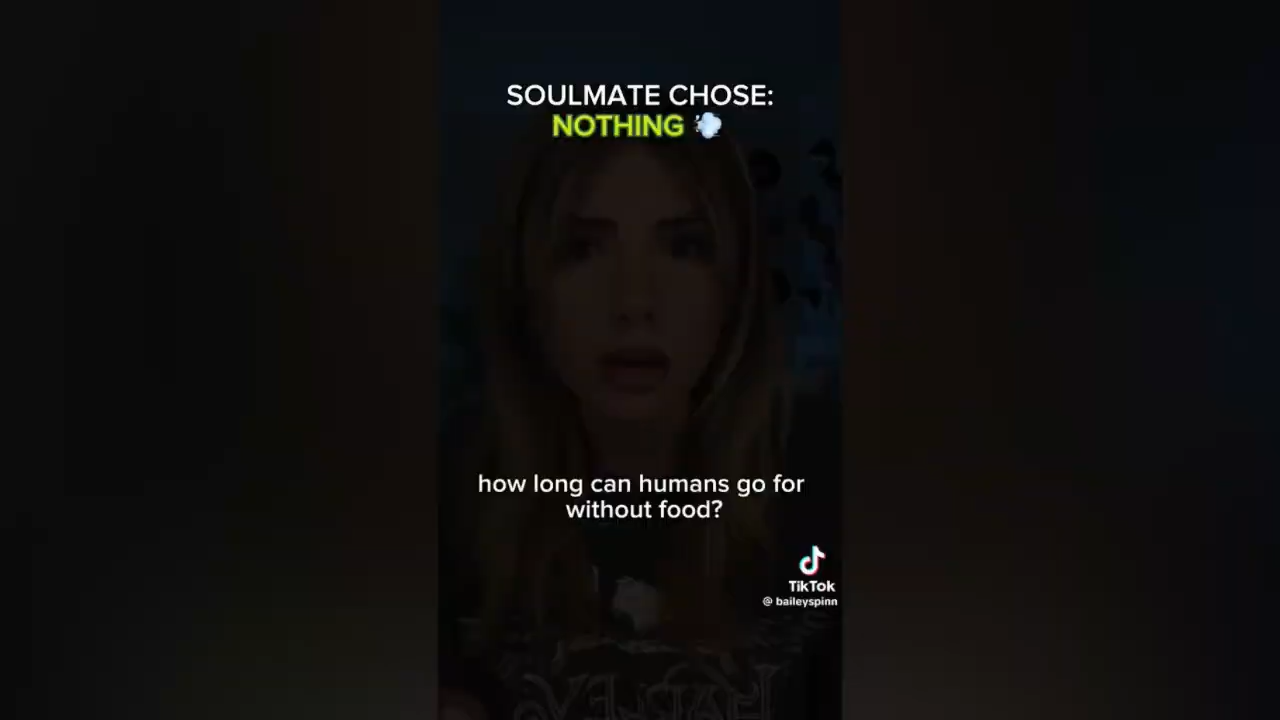 SOULMATE CHOSE:
NOTHING 💨
how long can humans go for
without food?
TikTok
@ baileyspinn